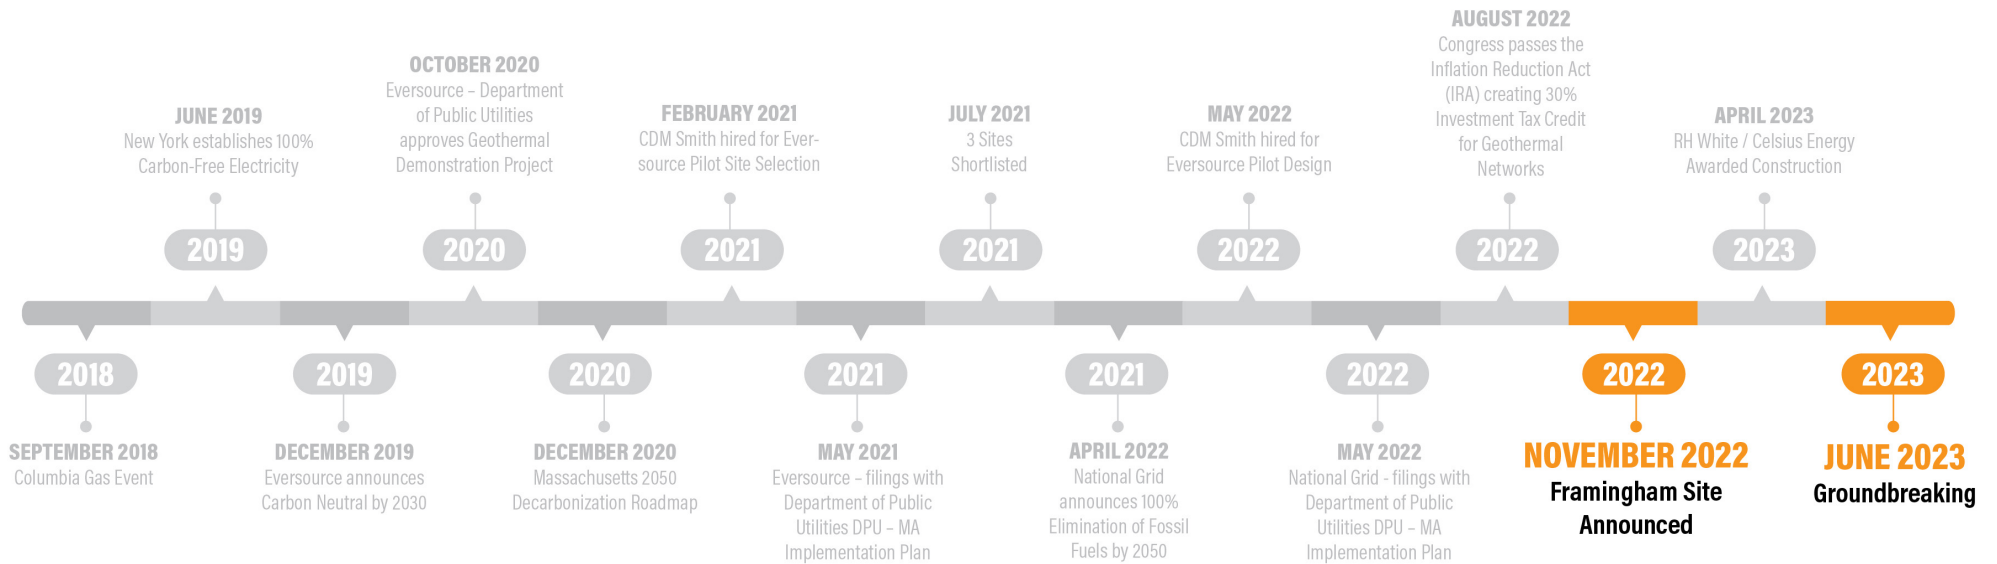 JUNE 2019
New York establishes 100%
Carbon-Free Electricity
OCTOBER 2020
Eversource – Department
of Public Utilities
approves Geothermal
Demonstration Project
FEBRUARY 2021
CDM Smith hired for Ever-
source Pilot Site Selection
JULY 2021
3 Sites
Shortlisted
MAY 2022
CDM Smith hired for
Eversource Pilot Design
AUGUST 2022
Congress passes the
Inflation Reduction Act
(IRA) creating 30%
Investment Tax Credit
for Geothermal
Networks
APRIL 2023
RH White / Celsius Energy
Awarded Construction
2019
2020
2021
2021
2022
2022
2023
2018
2019
2020
2021
2021
2022
2022
2023
SEPTEMBER 2018
Columbia Gas Event
DECEMBER 2019
Eversource announces
Carbon Neutral by 2030
DECEMBER 2020
Massachusetts 2050
Decarbonization Roadmap
MAY 2021
Eversource – filings with
Department of Public
Utilities DPU – MA
Implementation Plan
APRIL 2022
National Grid
announces 100%
Elimination of Fossil
Fuels by 2050
MAY 2022
National Grid - filings with
Department of Public
Utilities DPU – MA
Implementation Plan
NOVEMBER 2022
Framingham Site
Announced
JUNE 2023
Groundbreaking